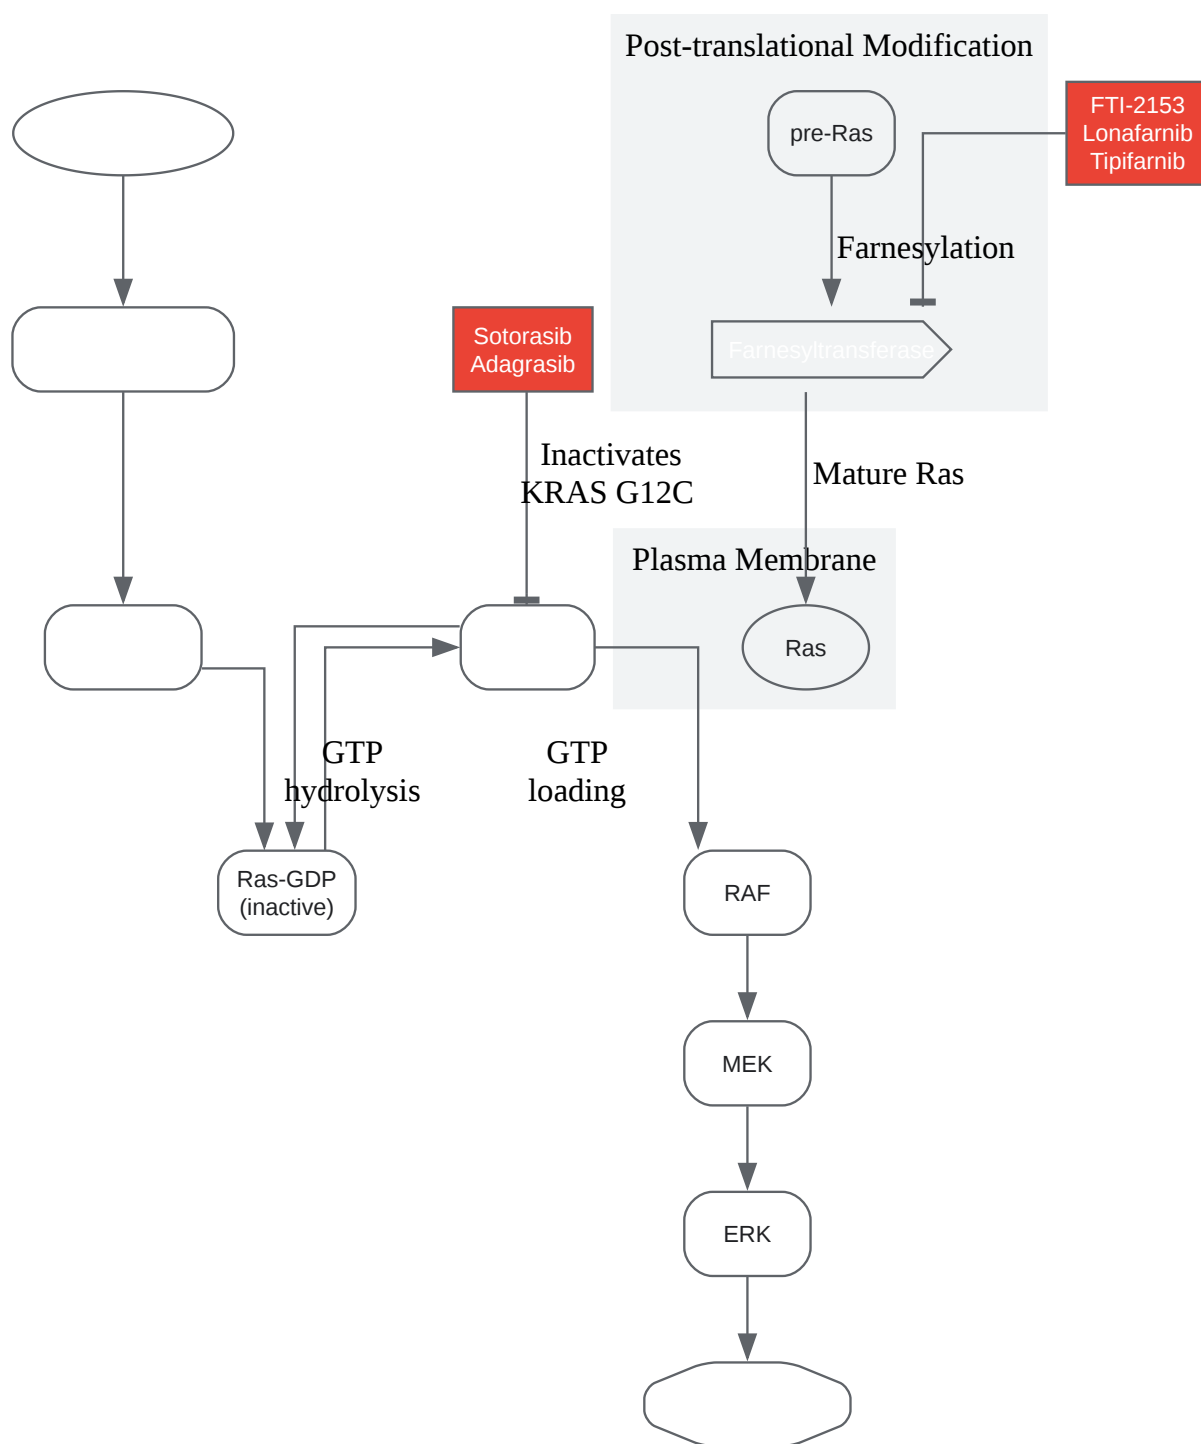 Post-translational Modification
pre-Ras
FTI-2153
Lonafarnib
Tipifarnib
Farnesylation
Sotorasib
Adagrasib
Farnesyltransferase
Inactivates
KRAS G12C
Mature Ras
Plasma Membrane
Ras
GTP
hydrolysis
GTP
loading
Ras-GDP
(inactive)
RAF
MEK
ERK